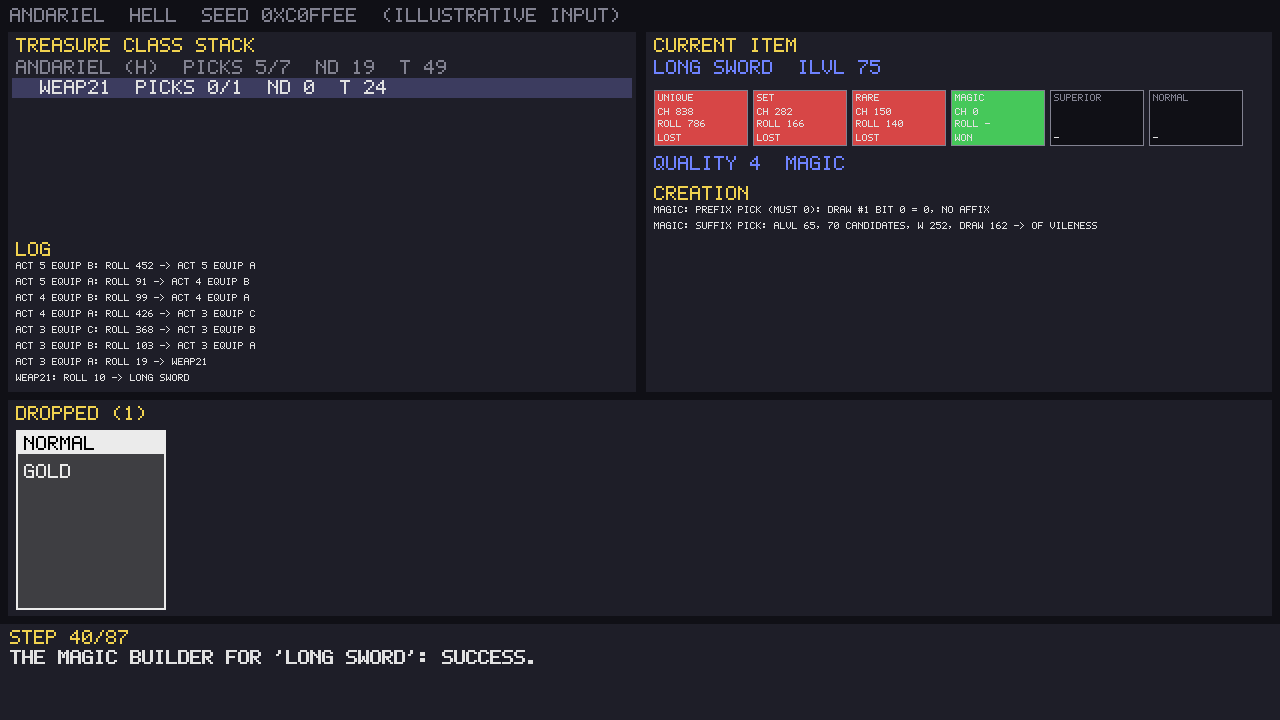 ANDARIEL HELL SEED 0XC0FFEE (ILLUSTRATIVE INPUT)
TREASURE CLASS STACK
ANDARIEL (H) PICKS 5/7 ND 19 T 49
WEAP21 PICKS 0/1 ND 0 T 24
LOG
ACT 5 EQUIP B: ROLL 452 -> ACT 5 EQUIP A
ACT 5 EQUIP A: ROLL 91 -> ACT 4 EQUIP B
ACT 4 EQUIP B: ROLL 99 -> ACT 4 EQUIP A
ACT 4 EQUIP A: ROLL 426 -> ACT 3 EQUIP C
ACT 3 EQUIP C: ROLL 368 -> ACT 3 EQUIP B
ACT 3 EQUIP B: ROLL 103 -> ACT 3 EQUIP A
ACT 3 EQUIP A: ROLL 19 -> WEAP21
WEAP21: ROLL 10 -> LONG SWORD
CURRENT ITEM
LONG SWORD ILVL 75
UNIQUE
CH 838
ROLL 786
LOST
SET
CH 282
ROLL 166
LOST
RARE
CH 150
ROLL 140
LOST
MAGIC
CH 0
ROLL -
WON
SUPERIOR
-
NORMAL
-
QUALITY 4 MAGIC
CREATION
MAGIC: PREFIX PICK (MUST 0): DRAW #1 BIT 0 = 0, NO AFFIX
MAGIC: SUFFIX PICK: ALVL 65, 70 CANDIDATES, W 252, DRAW 162 -> OF VILENESS
DROPPED (1)
NORMAL
GOLD
STEP 40/87
THE MAGIC BUILDER FOR 'LONG SWORD': SUCCESS.